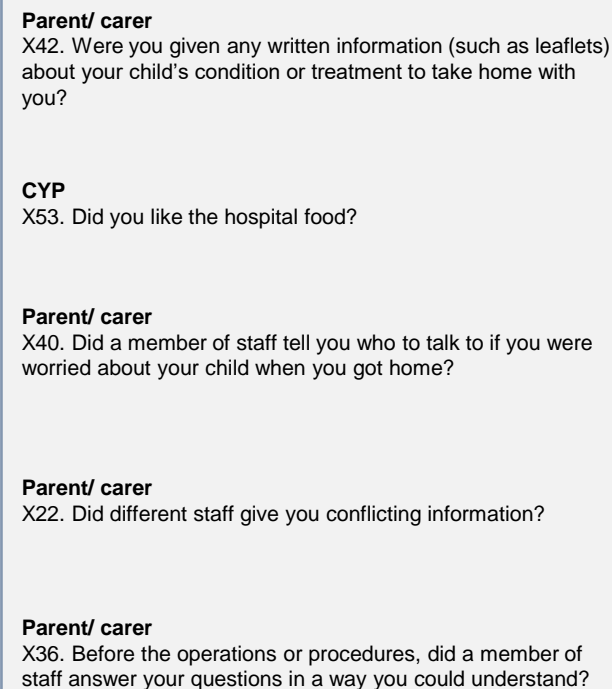 Parent/ carer
X42. Were you given any written information (such as leaflets)
about your child’s condition or treatment to take home with
you?
CYP
X53. Did you like the hospital food?
Parent/ carer
X40. Did a member of staff tell you who to talk to if you were
worried about your child when you got home?
Parent/ carer
X22. Did different staff give you conflicting information?
Parent/ carer
X36. Before the operations or procedures, did a member of
staff answer your questions in a way you could understand?